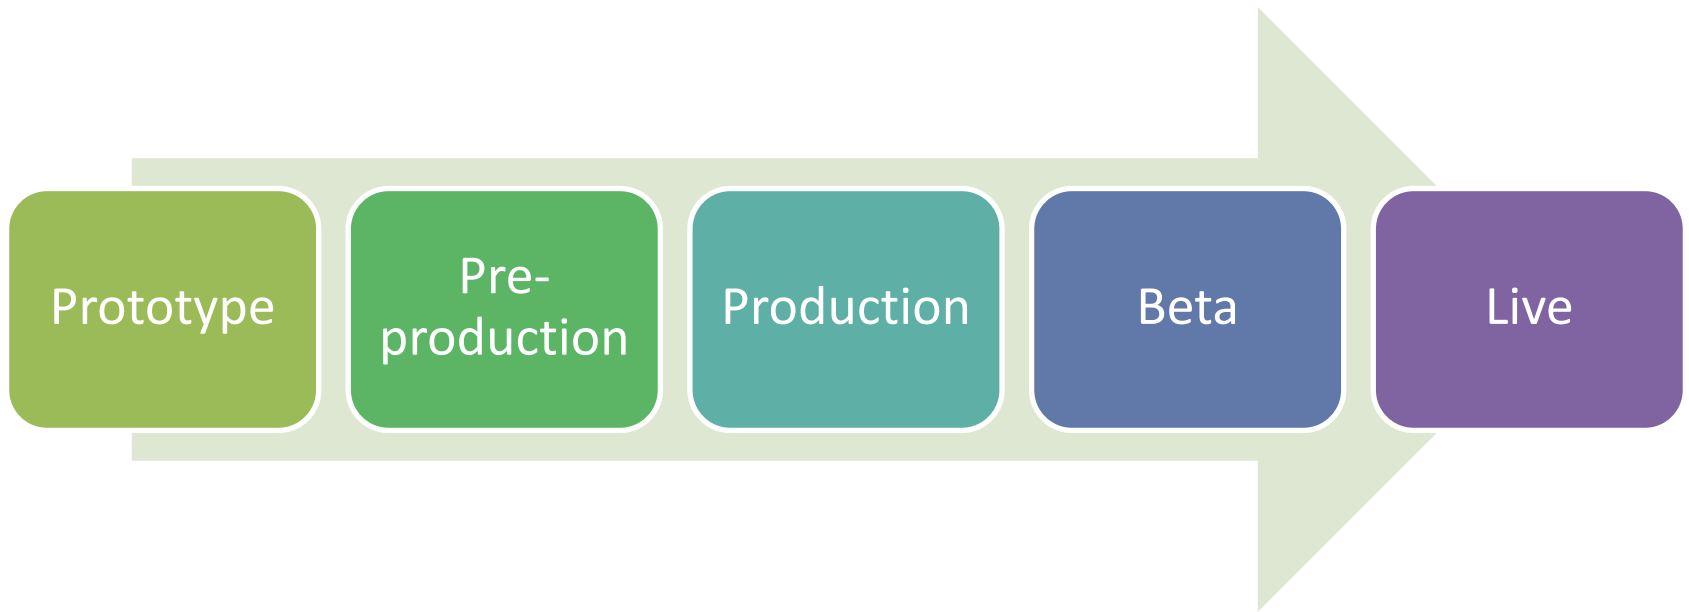 Prototype
Pre-
production
Production
Beta
Live